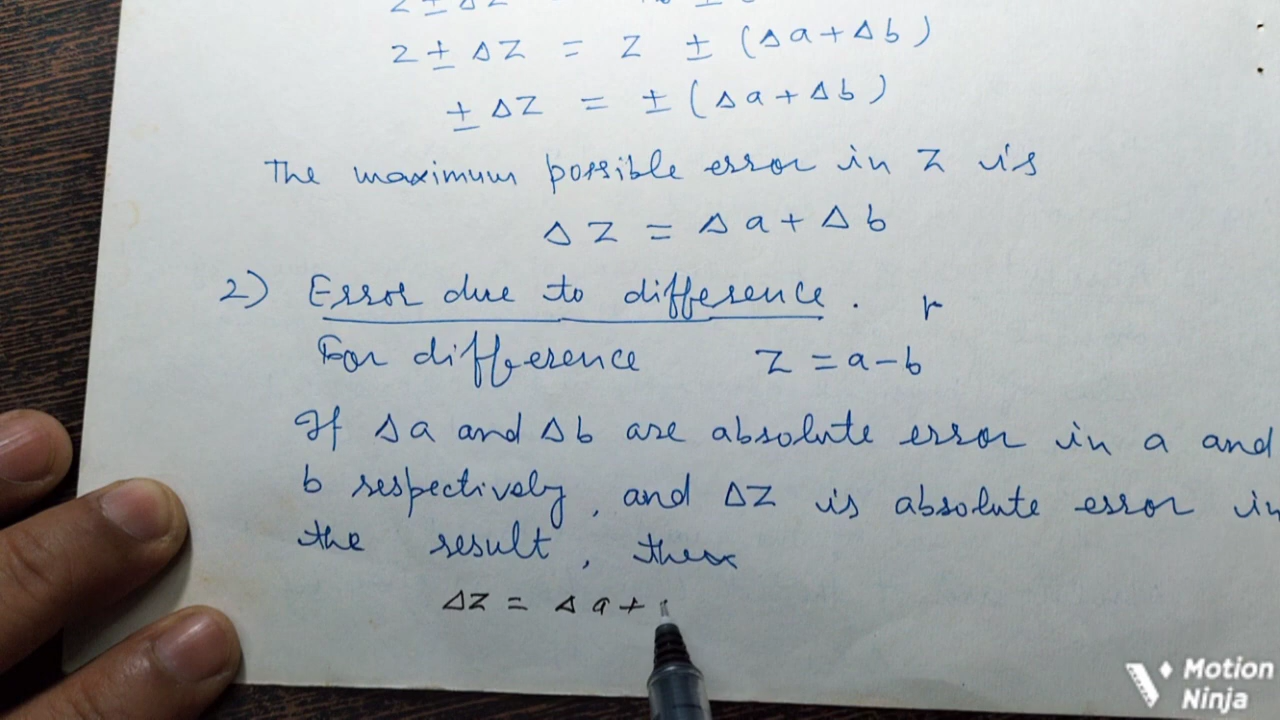 Z ± ΔZ = Z ± (Δa + Δb)
± ΔZ = ± (Δa + Δb)
The maximum possible error in Z is
ΔZ = Δa + Δb
2) Error due to difference . r
For difference Z = a - b
If Δa and Δb are absolute error in a and
b respectively, and ΔZ is absolute error in
the result, then
ΔZ = Δa +
Motion
Ninja